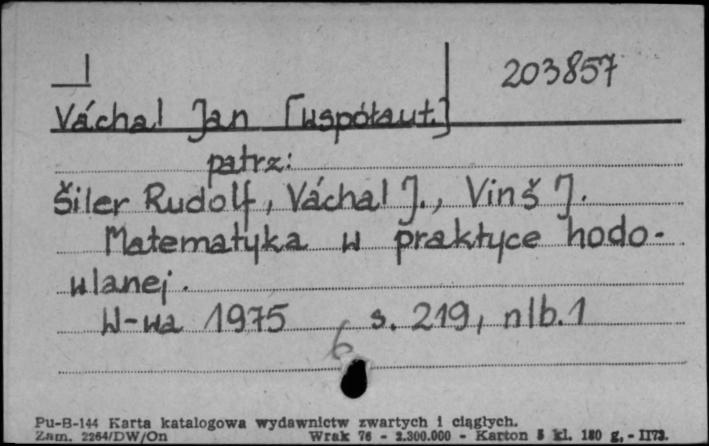 203857
Váchal Jan [współaut.]
patrz:
Šiler Rudolf, Váchal J., Vinš J.
Matematyka w praktyce hodo-
wlanej.
W-wa 1975 s. 219, nlb. 1
6
Pu-B-144 Karta katalogowa wydawnictw zwartych i ciągłych.
Zam. 2264/DW/On Wrak 76 - 2.300.000 - Karton 5 kl. 180 g, - II73.